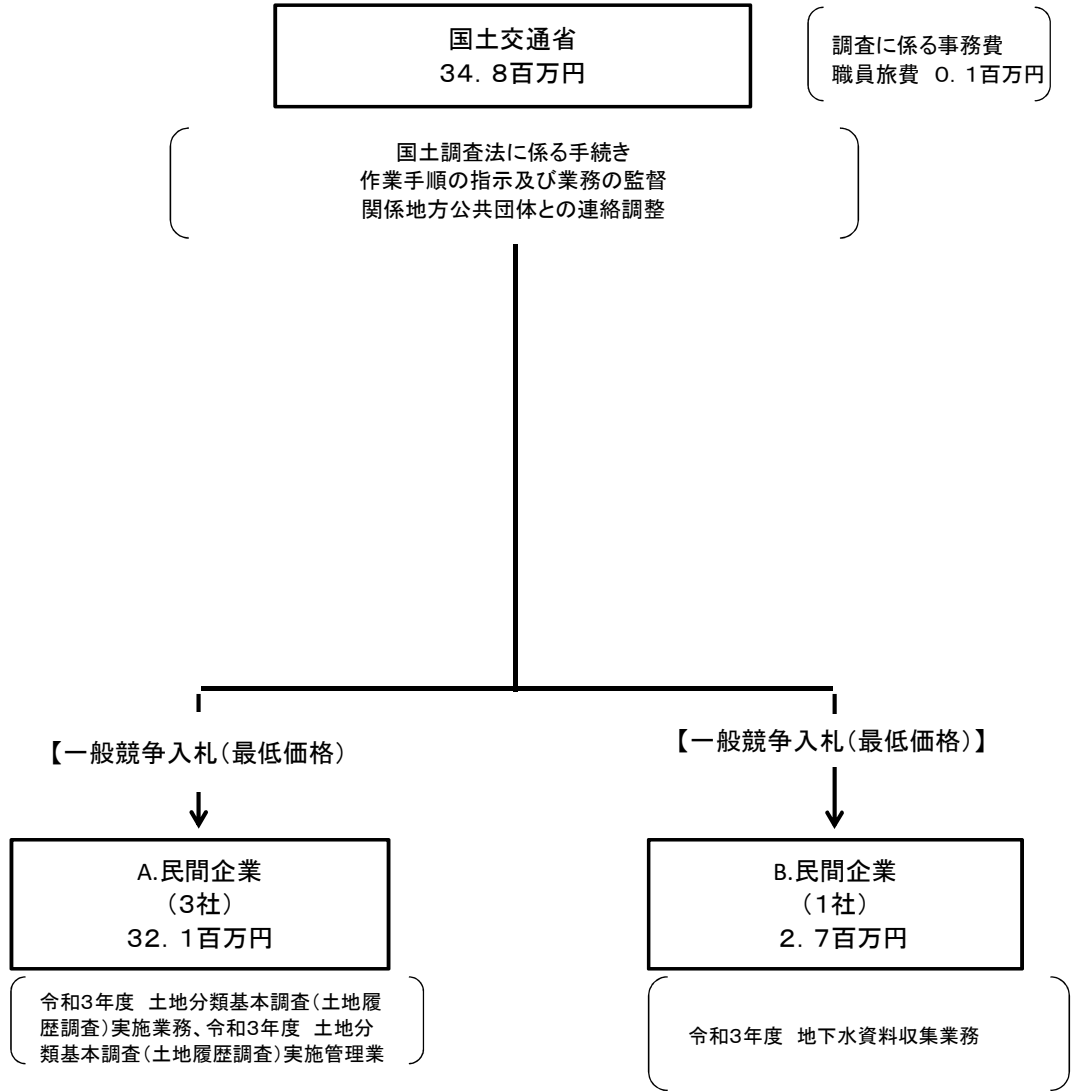 国土交通省
34．8百万円
調査に係る事務費
職員旅費　0．1百万円
国土調査法に係る手続き
作業手順の指示及び業務の監督
関係地方公共団体との連絡調整
【一般競争入札（最低価格）
【一般競争入札（最低価格）】
A.民間企業
（3社）
32．1百万円
B.民間企業
（1社）
2．7百万円
令和3年度　土地分類基本調査（土地履
歴調査）実施業務、令和3年度　土地分
類基本調査（土地履歴調査）実施管理業
令和3年度　地下水資料収集業務